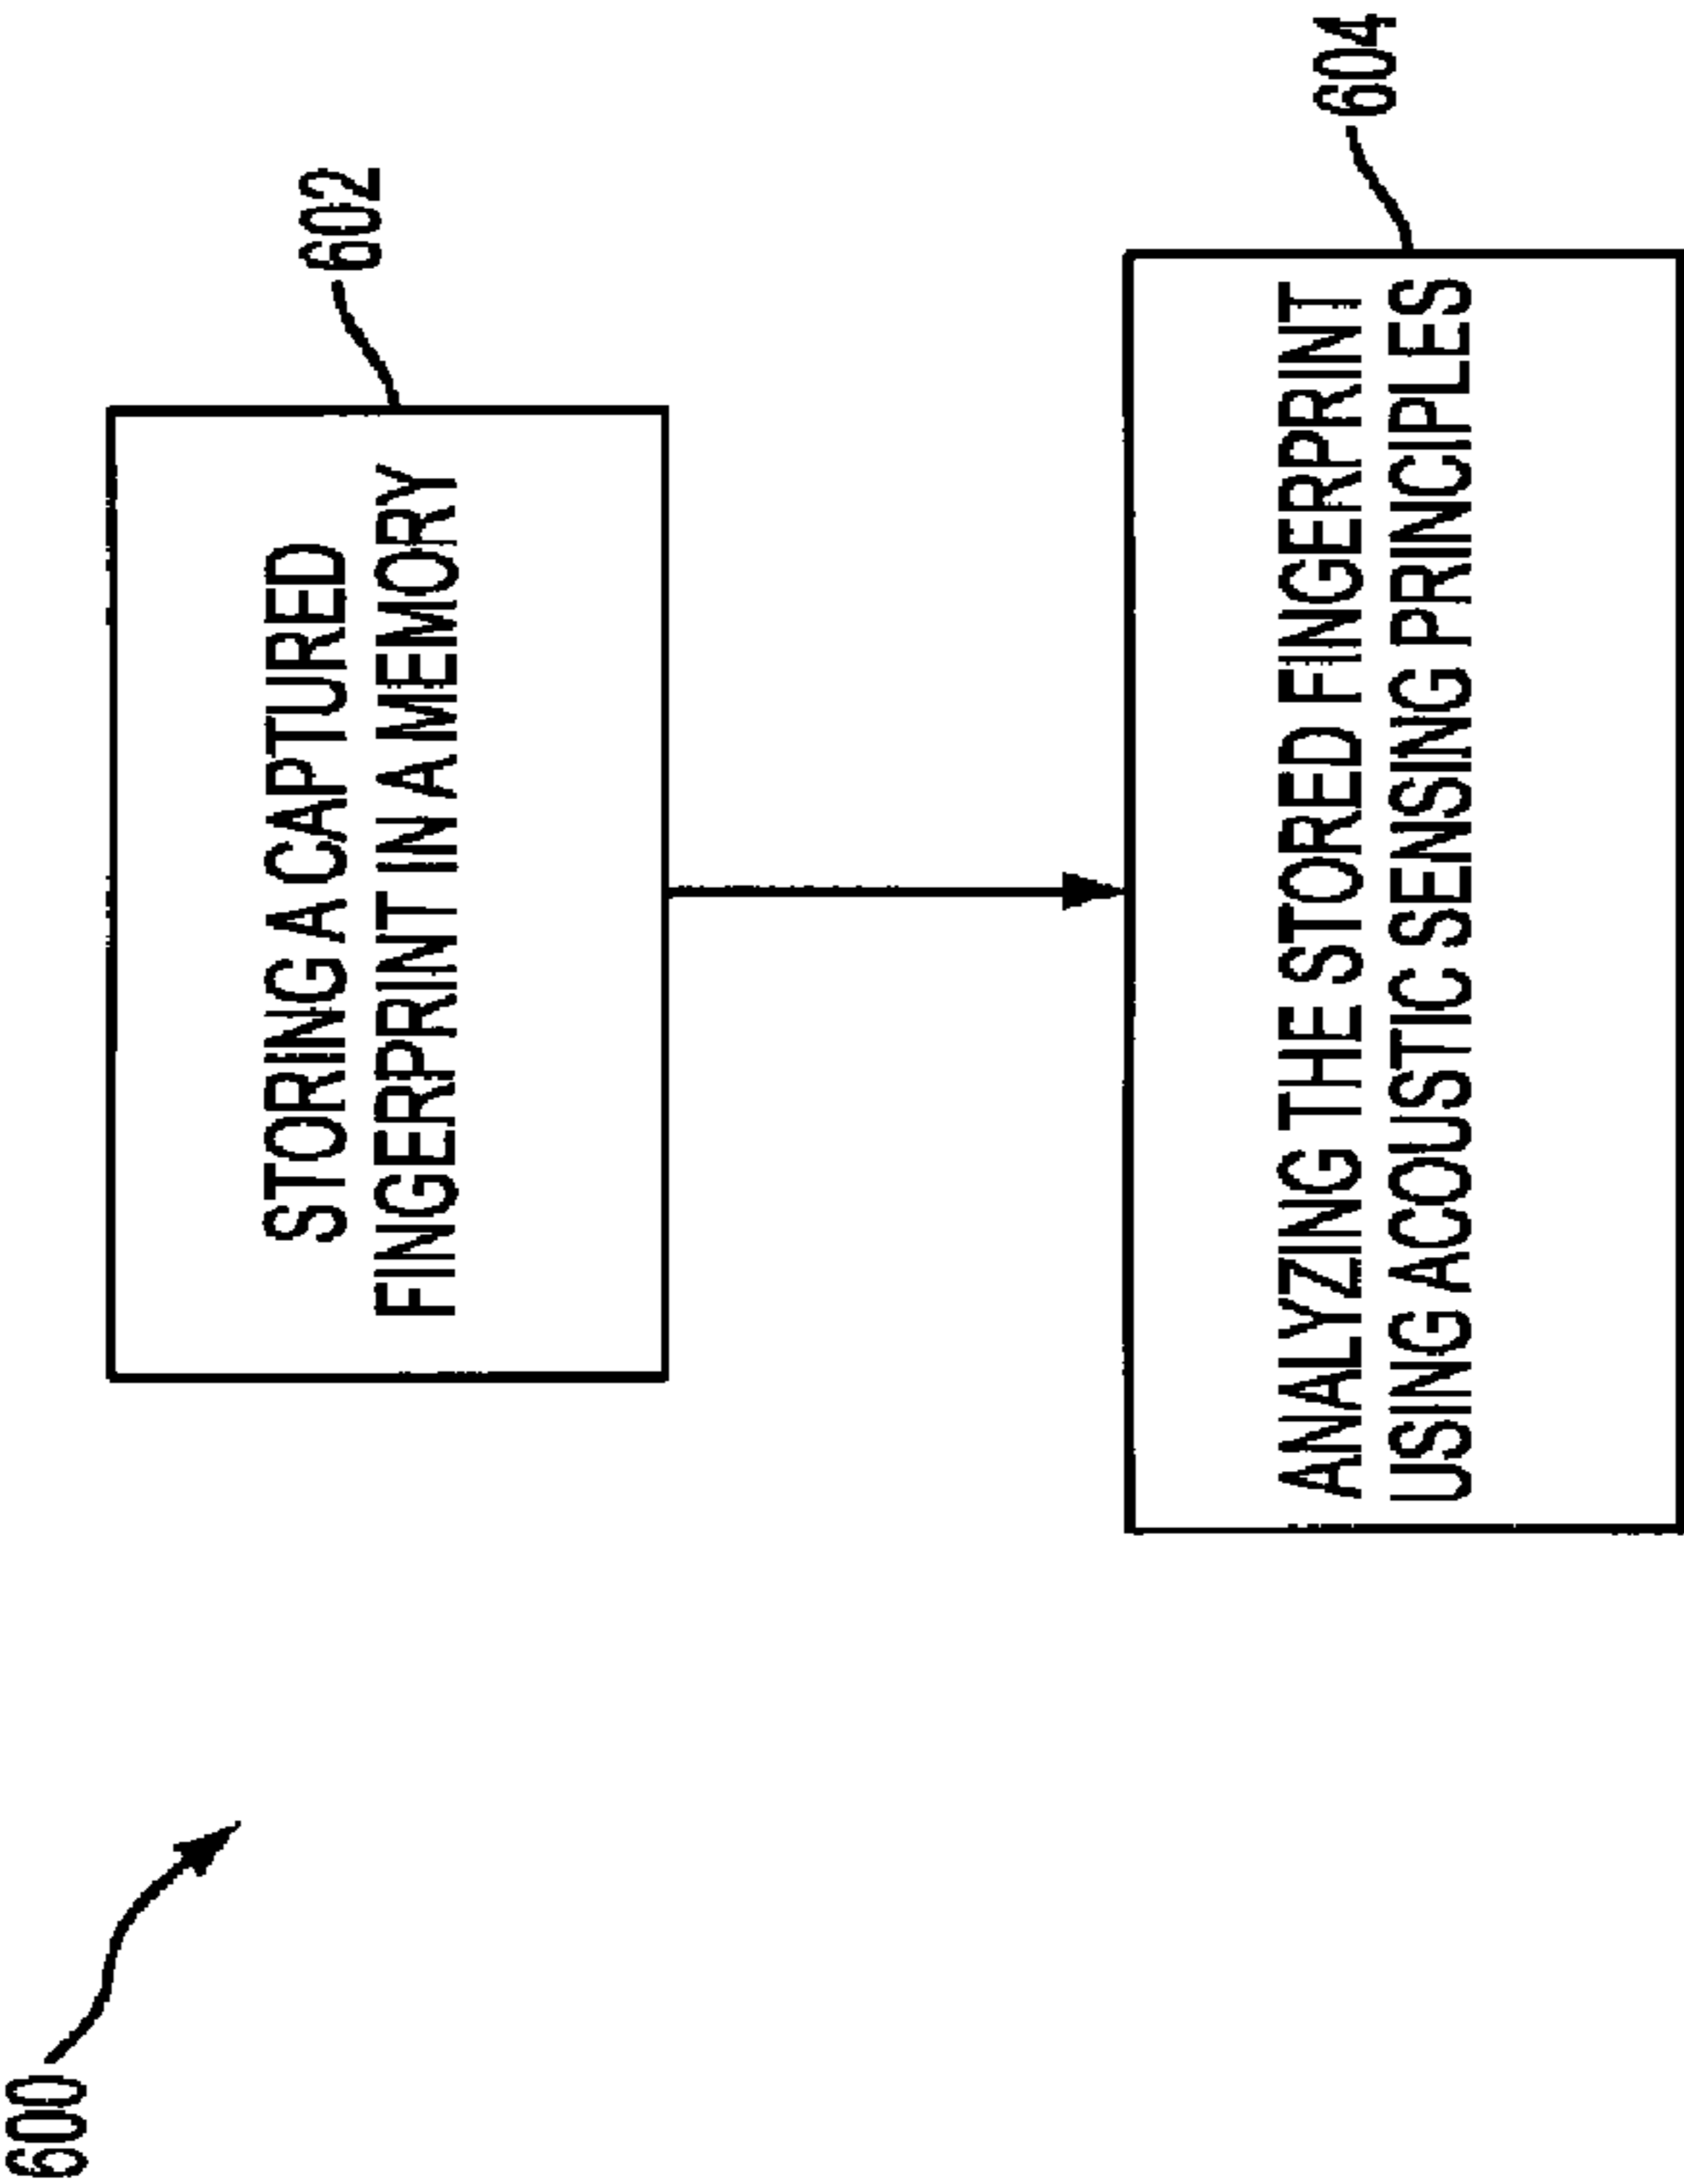 600
602
STORING A CAPTURED
FINGERPRINT IN A MEMORY
604
ANALYZING THE STORED FINGERPRINT
USING ACOUSTIC SENSING PRINCIPLES